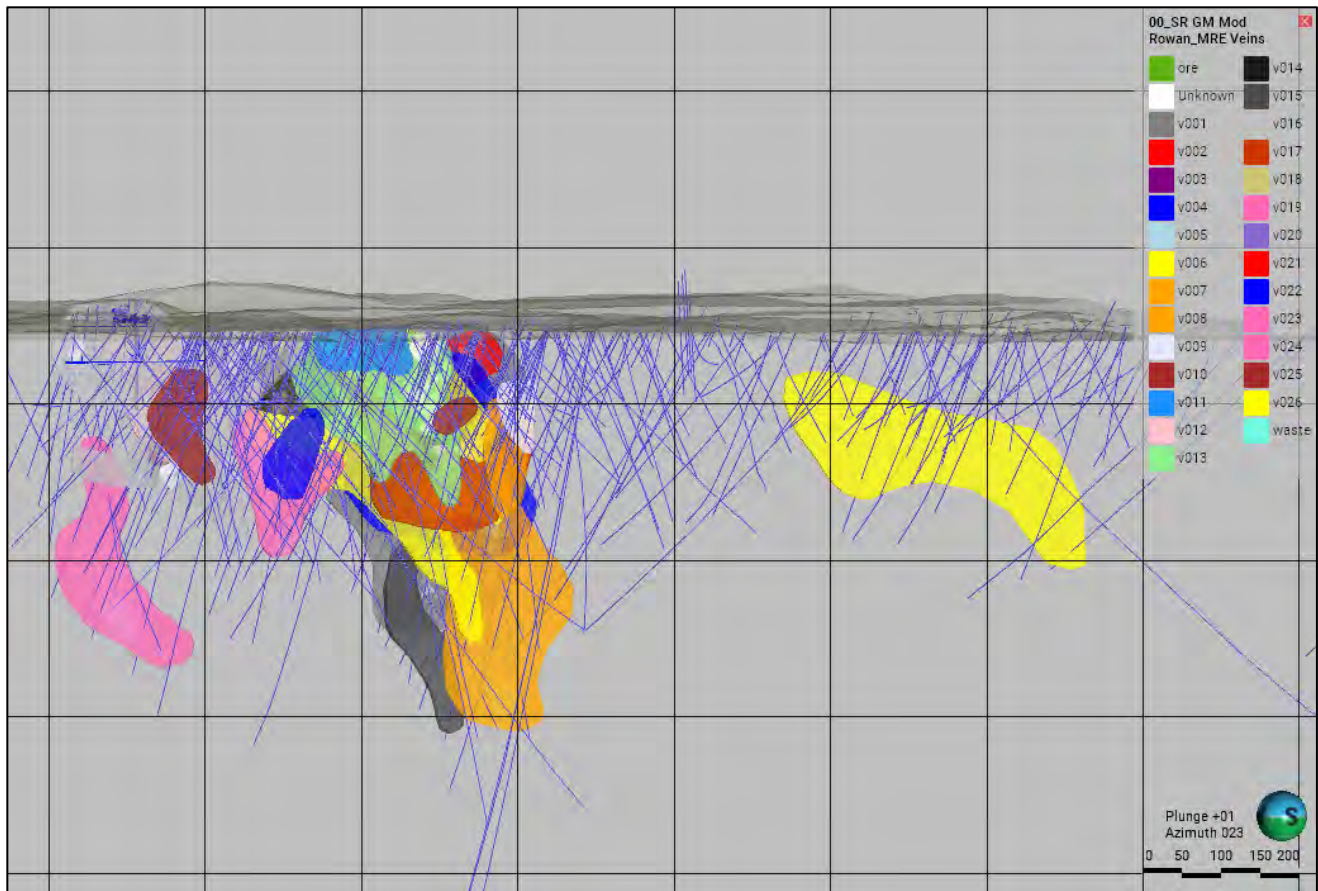 00_SR GM Mod
Rowan_MRE Veins
ore
Unknown
v001
v002
v003
v004
v005
v006
v007
v008
v009
v010
v011
v012
v013
v014
v015
v016
v017
v018
v019
v020
v021
v022
v023
v024
v025
v026
waste
S
Plunge +01
Azimuth 023
0 50 100 150 200